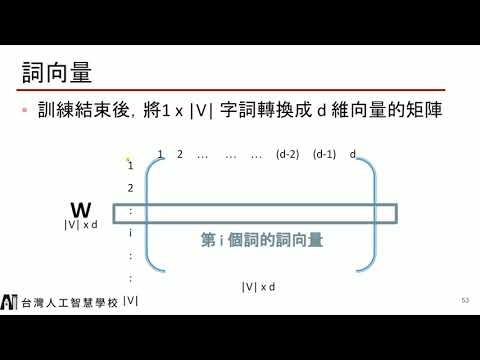 詞向量
• 訓練結束後, 將1 x |V| 字詞轉換成 d 維向量的矩陣
1 2 … … … (d-2) (d-1) d
1
2
:
i
:
:
|V|
W
|V| x d
第 i 個詞的詞向量
|V| x d
AI 台灣人工智慧學校
53